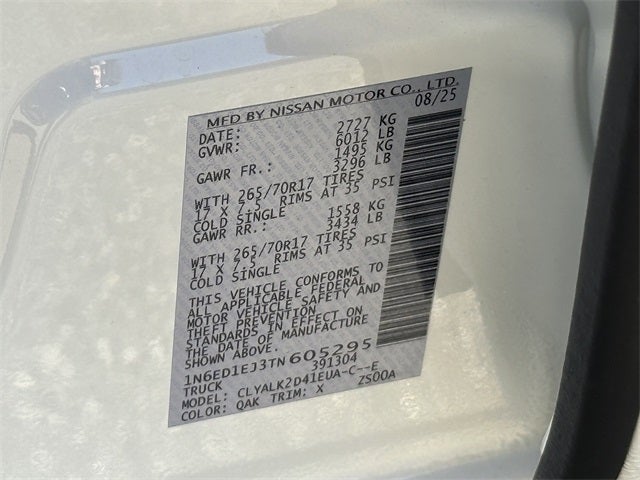 MFD BY NISSAN MOTOR CO., LTD.
DATE: 08/25
GVWR: 2727 KG
6012 LB
GAWR FR.: 1495 KG
3296 LB
WITH 265/70R17 TIRES
17 X 7.5 RIMS AT 35 PSI
COLD SINGLE
GAWR RR.: 1558 KG
3434 LB
WITH 265/70R17 TIRES
17 X 7.5 RIMS AT 35 PSI
COLD SINGLE
THIS VEHICLE CONFORMS TO
ALL APPLICABLE FEDERAL
MOTOR VEHICLE SAFETY AND
THEFT PREVENTION
STANDARDS IN EFFECT ON
THE DATE OF MANUFACTURE
SHOWN ABOVE.
1N6ED1EJ3TN605295
TRUCK 391304
MODEL: CLYALK2D41EUA-C--E
COLOR: QAK TRIM: X ZS00A